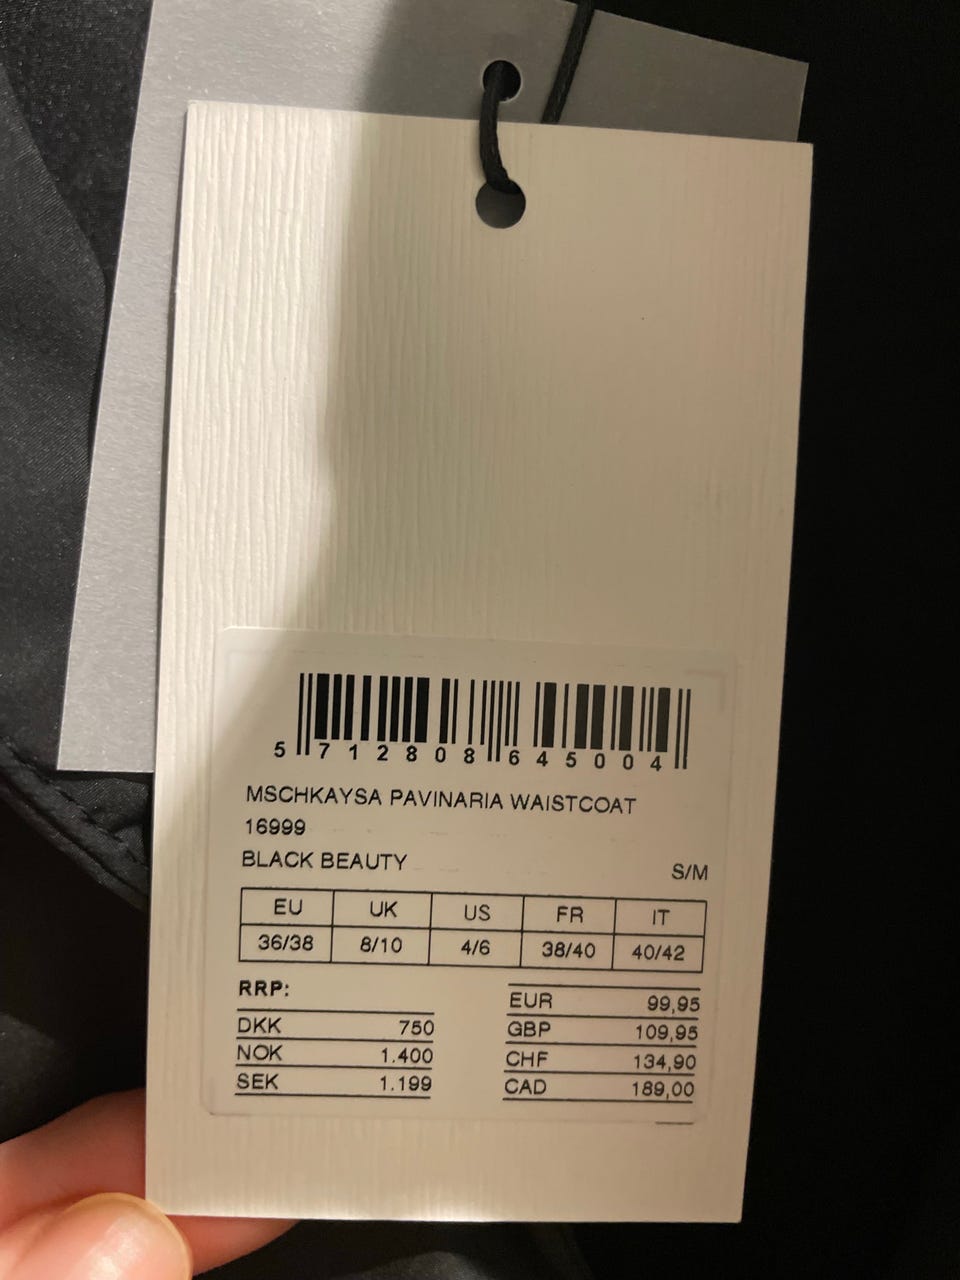 5 712808 645004
MSCHKAYSA PAVINARIA WAISTCOAT
16999
BLACK BEAUTY
S/M
EU UK US FR IT
36/38 8/10 4/6 38/40 40/42
RRP:
DKK 750
NOK 1.400
SEK 1.199
EUR 99,95
GBP 109,95
CHF 134,90
CAD 189,00